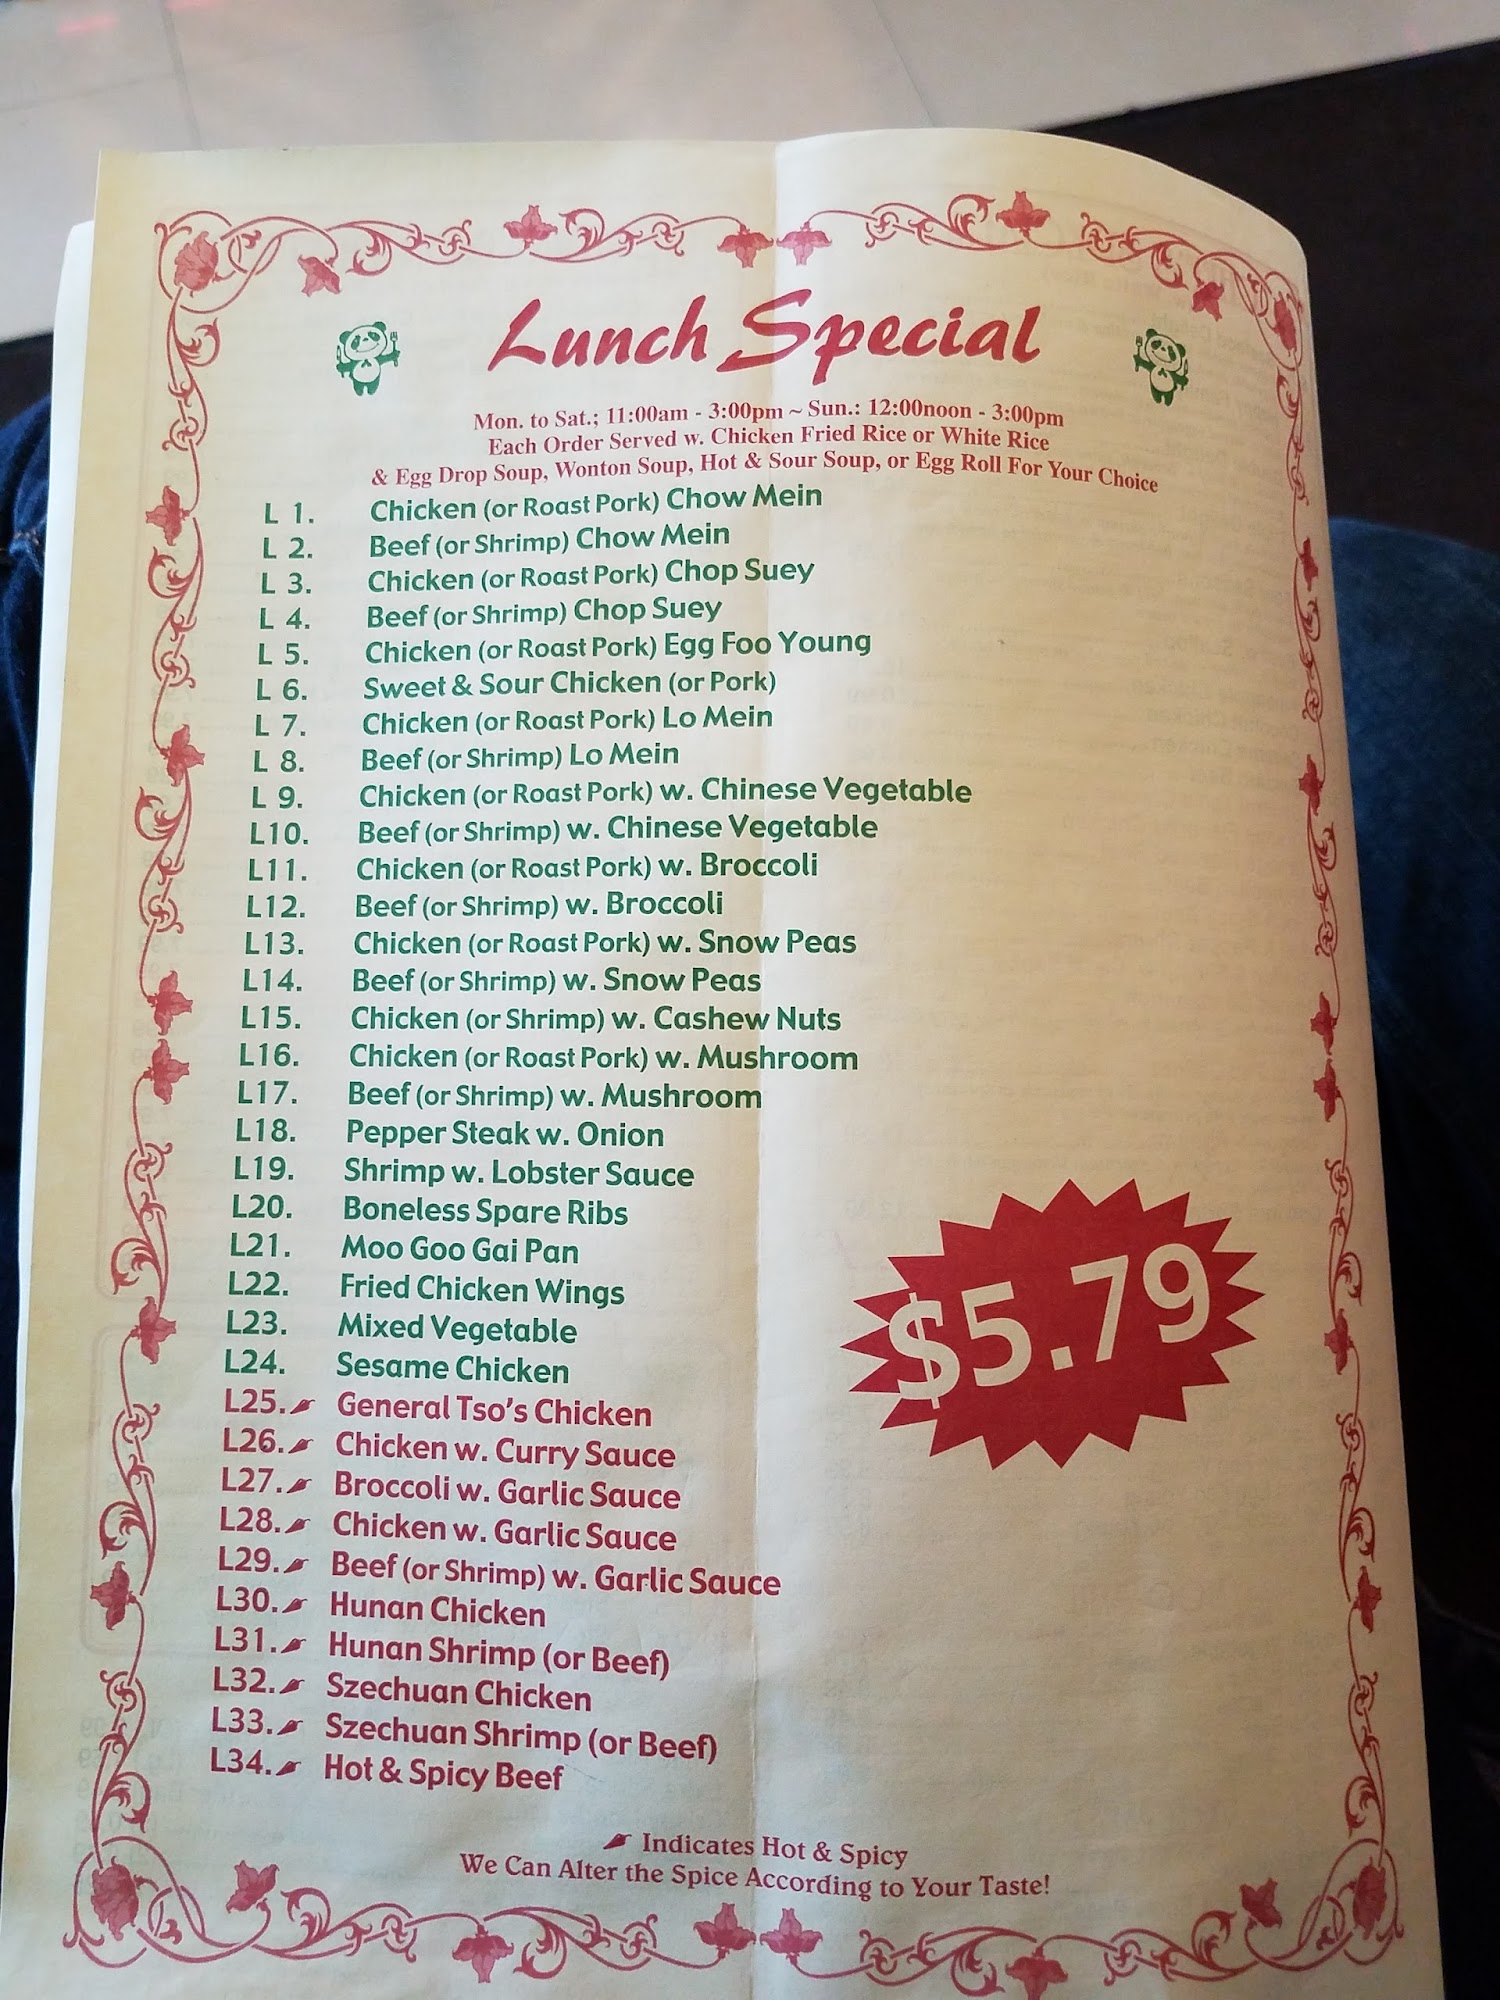 Lunch Special
Mon. to Sat.; 11:00am - 3:00pm ~ Sun.: 12:00noon - 3:00pm
Each Order Served w. Chicken Fried Rice or White Rice
& Egg Drop Soup, Wonton Soup, Hot & Sour Soup, or Egg Roll For Your Choice
L 1. Chicken (or Roast Pork) Chow Mein
L 2. Beef (or Shrimp) Chow Mein
L 3. Chicken (or Roast Pork) Chop Suey
L 4. Beef (or Shrimp) Chop Suey
L 5. Chicken (or Roast Pork) Egg Foo Young
L 6. Sweet & Sour Chicken (or Pork)
L 7. Chicken (or Roast Pork) Lo Mein
L 8. Beef (or Shrimp) Lo Mein
L 9. Chicken (or Roast Pork) w. Chinese Vegetable
L10. Beef (or Shrimp) w. Chinese Vegetable
L11. Chicken (or Roast Pork) w. Broccoli
L12. Beef (or Shrimp) w. Broccoli
L13. Chicken (or Roast Pork) w. Snow Peas
L14. Beef (or Shrimp) w. Snow Peas
L15. Chicken (or Shrimp) w. Cashew Nuts
L16. Chicken (or Roast Pork) w. Mushroom
L17. Beef (or Shrimp) w. Mushroom
L18. Pepper Steak w. Onion
L19. Shrimp w. Lobster Sauce
L20. Boneless Spare Ribs
L21. Moo Goo Gai Pan
L22. Fried Chicken Wings
L23. Mixed Vegetable
L24. Sesame Chicken
L25. General Tso's Chicken
L26. Chicken w. Curry Sauce
L27. Broccoli w. Garlic Sauce
L28. Chicken w. Garlic Sauce
L29. Beef (or Shrimp) w. Garlic Sauce
L30. Hunan Chicken
L31. Hunan Shrimp (or Beef)
L32. Szechuan Chicken
L33. Szechuan Shrimp (or Beef)
L34. Hot & Spicy Beef
$5.79
Indicates Hot & Spicy
We Can Alter the Spice According to Your Taste!